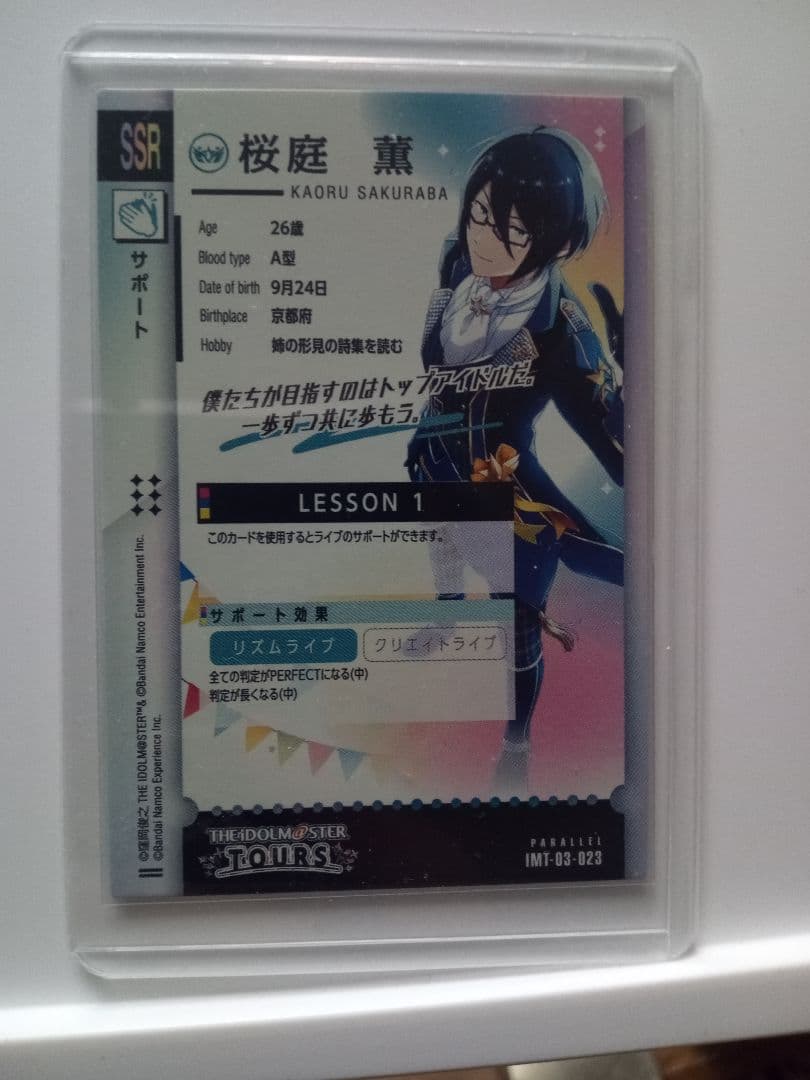 SSR
サポート
桜庭 薫
KAORU SAKURABA
Age 26歳
Blood type A型
Date of birth 9月24日
Birthplace 京都府
Hobby 姉の形見の詩集を読む
僕たちが目指すのはトップアイドルだ。
一歩ずつ共に歩もう。
LESSON 1
このカードを使用するとライブのサポートができます。
サポート効果
リズムライブ クリエイトライブ
全ての判定がPERFECTになる(中)
判定が長くなる(中)
©窪岡俊之 THE IDOLM@STER™& ©Bandai Namco Entertainment Inc.
©Bandai Namco Experience Inc.
THE iDOLM@STER
TOURS
PARALLEL
IMT-03-023